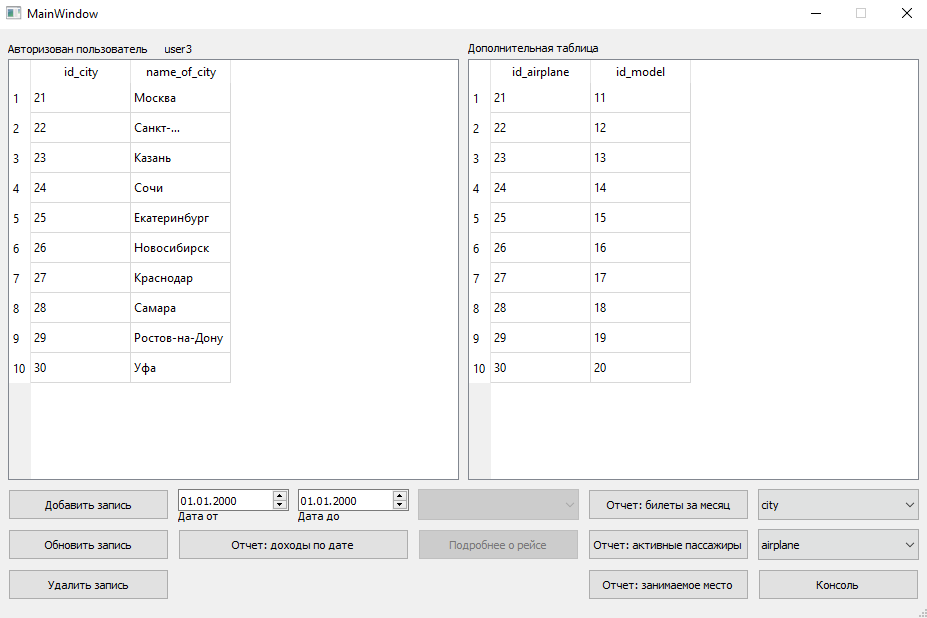 MainWindow
Авторизован пользователь user3
Дополнительная таблица
id_city name_of_city
1 21 Москва
2 22 Санкт-...
3 23 Казань
4 24 Сочи
5 25 Екатеринбург
6 26 Новосибирск
7 27 Краснодар
8 28 Самара
9 29 Ростов-на-Дону
10 30 Уфа
id_airplane id_model
1 21 11
2 22 12
3 23 13
4 24 14
5 25 15
6 26 16
7 27 17
8 28 18
9 29 19
10 30 20
Добавить запись 01.01.2000 01.01.2000 Отчет: билеты за месяц city
Дата от Дата до
Обновить запись Отчет: доходы по дате Подробнее о рейсе Отчет: активные пассажиры airplane
Удалить запись Отчет: занимаемое место Консоль